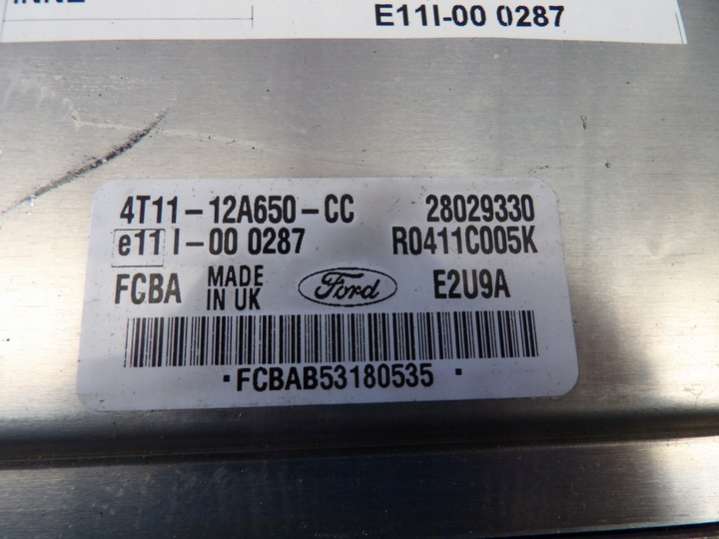 E11I-00 0287
4T11-12A650-CC 28029330
e11 I-00 0287 R0411C005K
FCBA MADE IN UK Ford E2U9A
·FCBAB53180535 ·